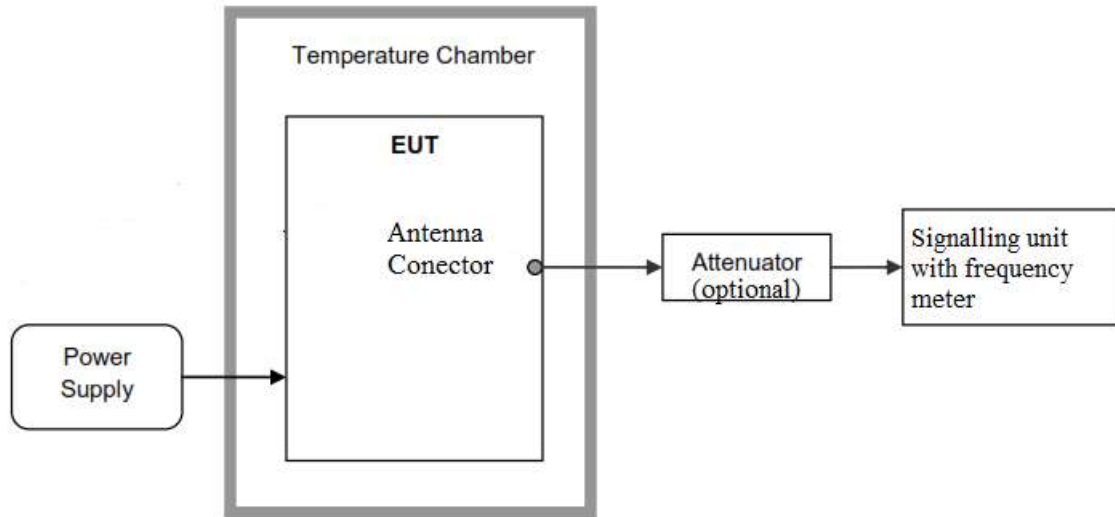 Temperature Chamber
EUT
Antenna
Conector
Attenuator
(optional)
Signalling unit
with frequency
meter
Power
Supply